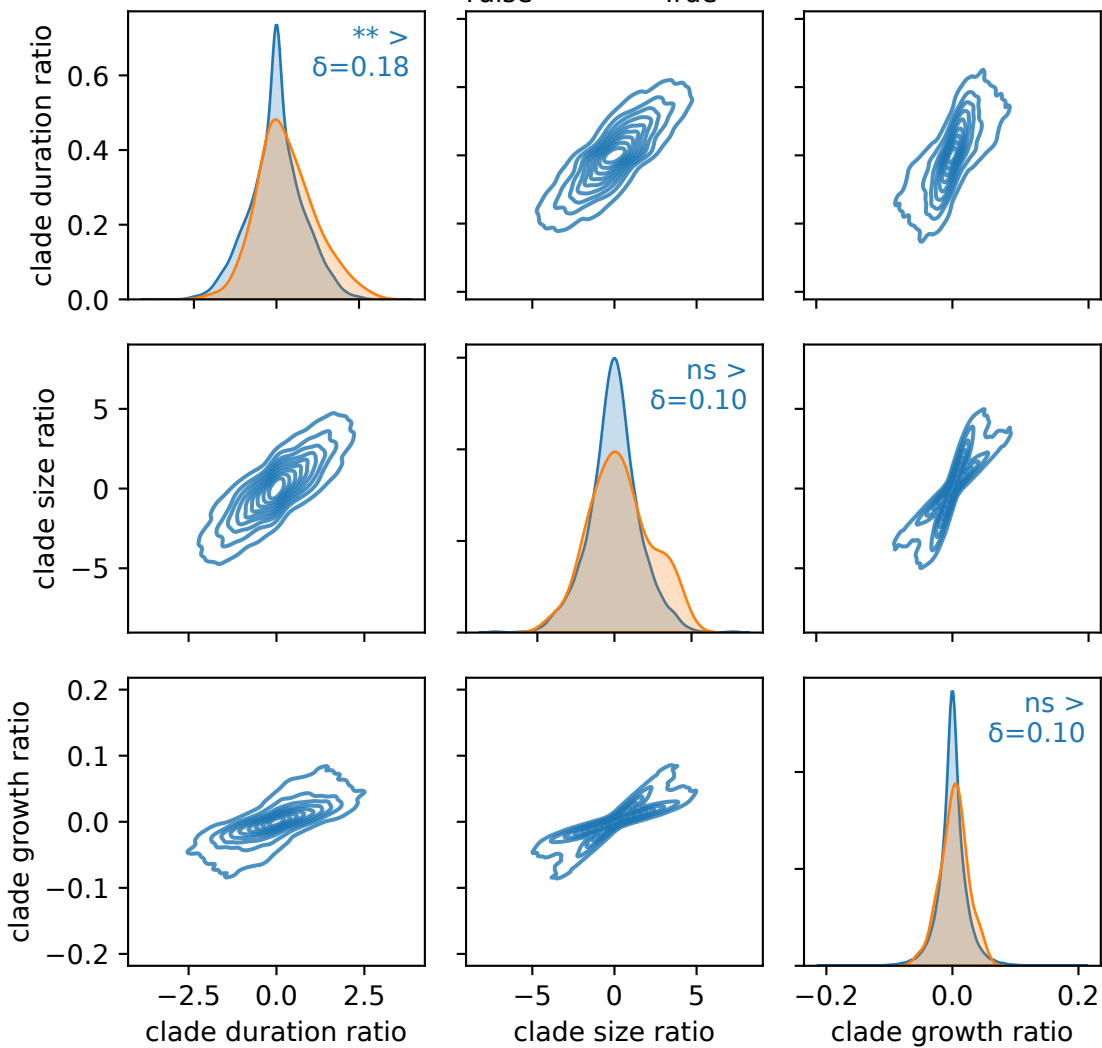 False True
** >
δ=0.18
clade duration ratio
0.6
0.4
0.2
0.0
ns >
δ=0.10
clade size ratio
5
0
−5
ns >
δ=0.10
clade growth ratio
0.2
0.1
0.0
−0.1
−0.2
−2.5 0.0 2.5
−5 0 5
−0.2 0.0 0.2
clade duration ratio
clade size ratio
clade growth ratio